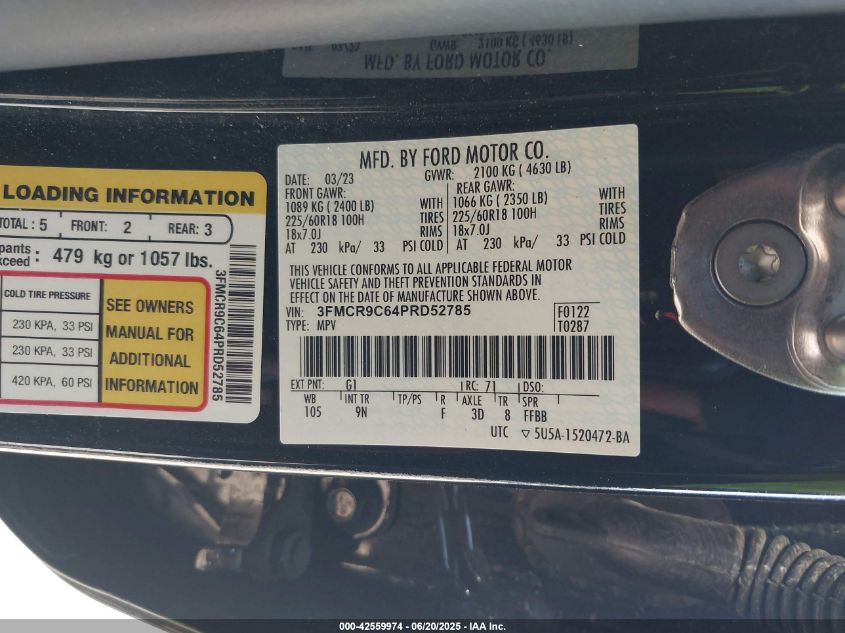 MFD. BY FORD MOTOR CO.
GVWR: 2100 KG ( 4630 LB)
03/23
LOADING INFORMATION
TOTAL : 5 FRONT: 2 REAR: 3
pants
xceed : 479 kg or 1057 lbs.
COLD TIRE PRESSURE
230 KPA, 33 PSI
230 KPA, 33 PSI
420 KPA, 60 PSI
SEE OWNERS
MANUAL FOR
ADDITIONAL
INFORMATION
3FMCR9C64PRD52785
MFD. BY FORD MOTOR CO.
DATE: 03/23 GVWR: 2100 KG ( 4630 LB)
FRONT GAWR: REAR GAWR:
1089 KG ( 2400 LB) WITH 1066 KG ( 2350 LB) WITH
225/60R18 100H TIRES 225/60R18 100H TIRES
18x7.0J RIMS 18x7.0J RIMS
AT 230 kPa/ 33 PSI COLD AT 230 kPa/ 33 PSI COLD
THIS VEHICLE CONFORMS TO ALL APPLICABLE FEDERAL MOTOR
VEHICLE SAFETY AND THEFT PREVENTION STANDARDS IN
EFFECT ON THE DATE OF MANUFACTURE SHOWN ABOVE.
VIN: 3FMCR9C64PRD52785 F0122
TYPE: MPV T0287
EXT PNT: G1 RC: 71 DSO:
WB INT TR TP/PS R AXLE TR SPR
105 9N F 3D 8 FFBB
UTC ▽ 5U5A-1520472-BA
000-42559974 / 06/20/2025 / IAA Inc.